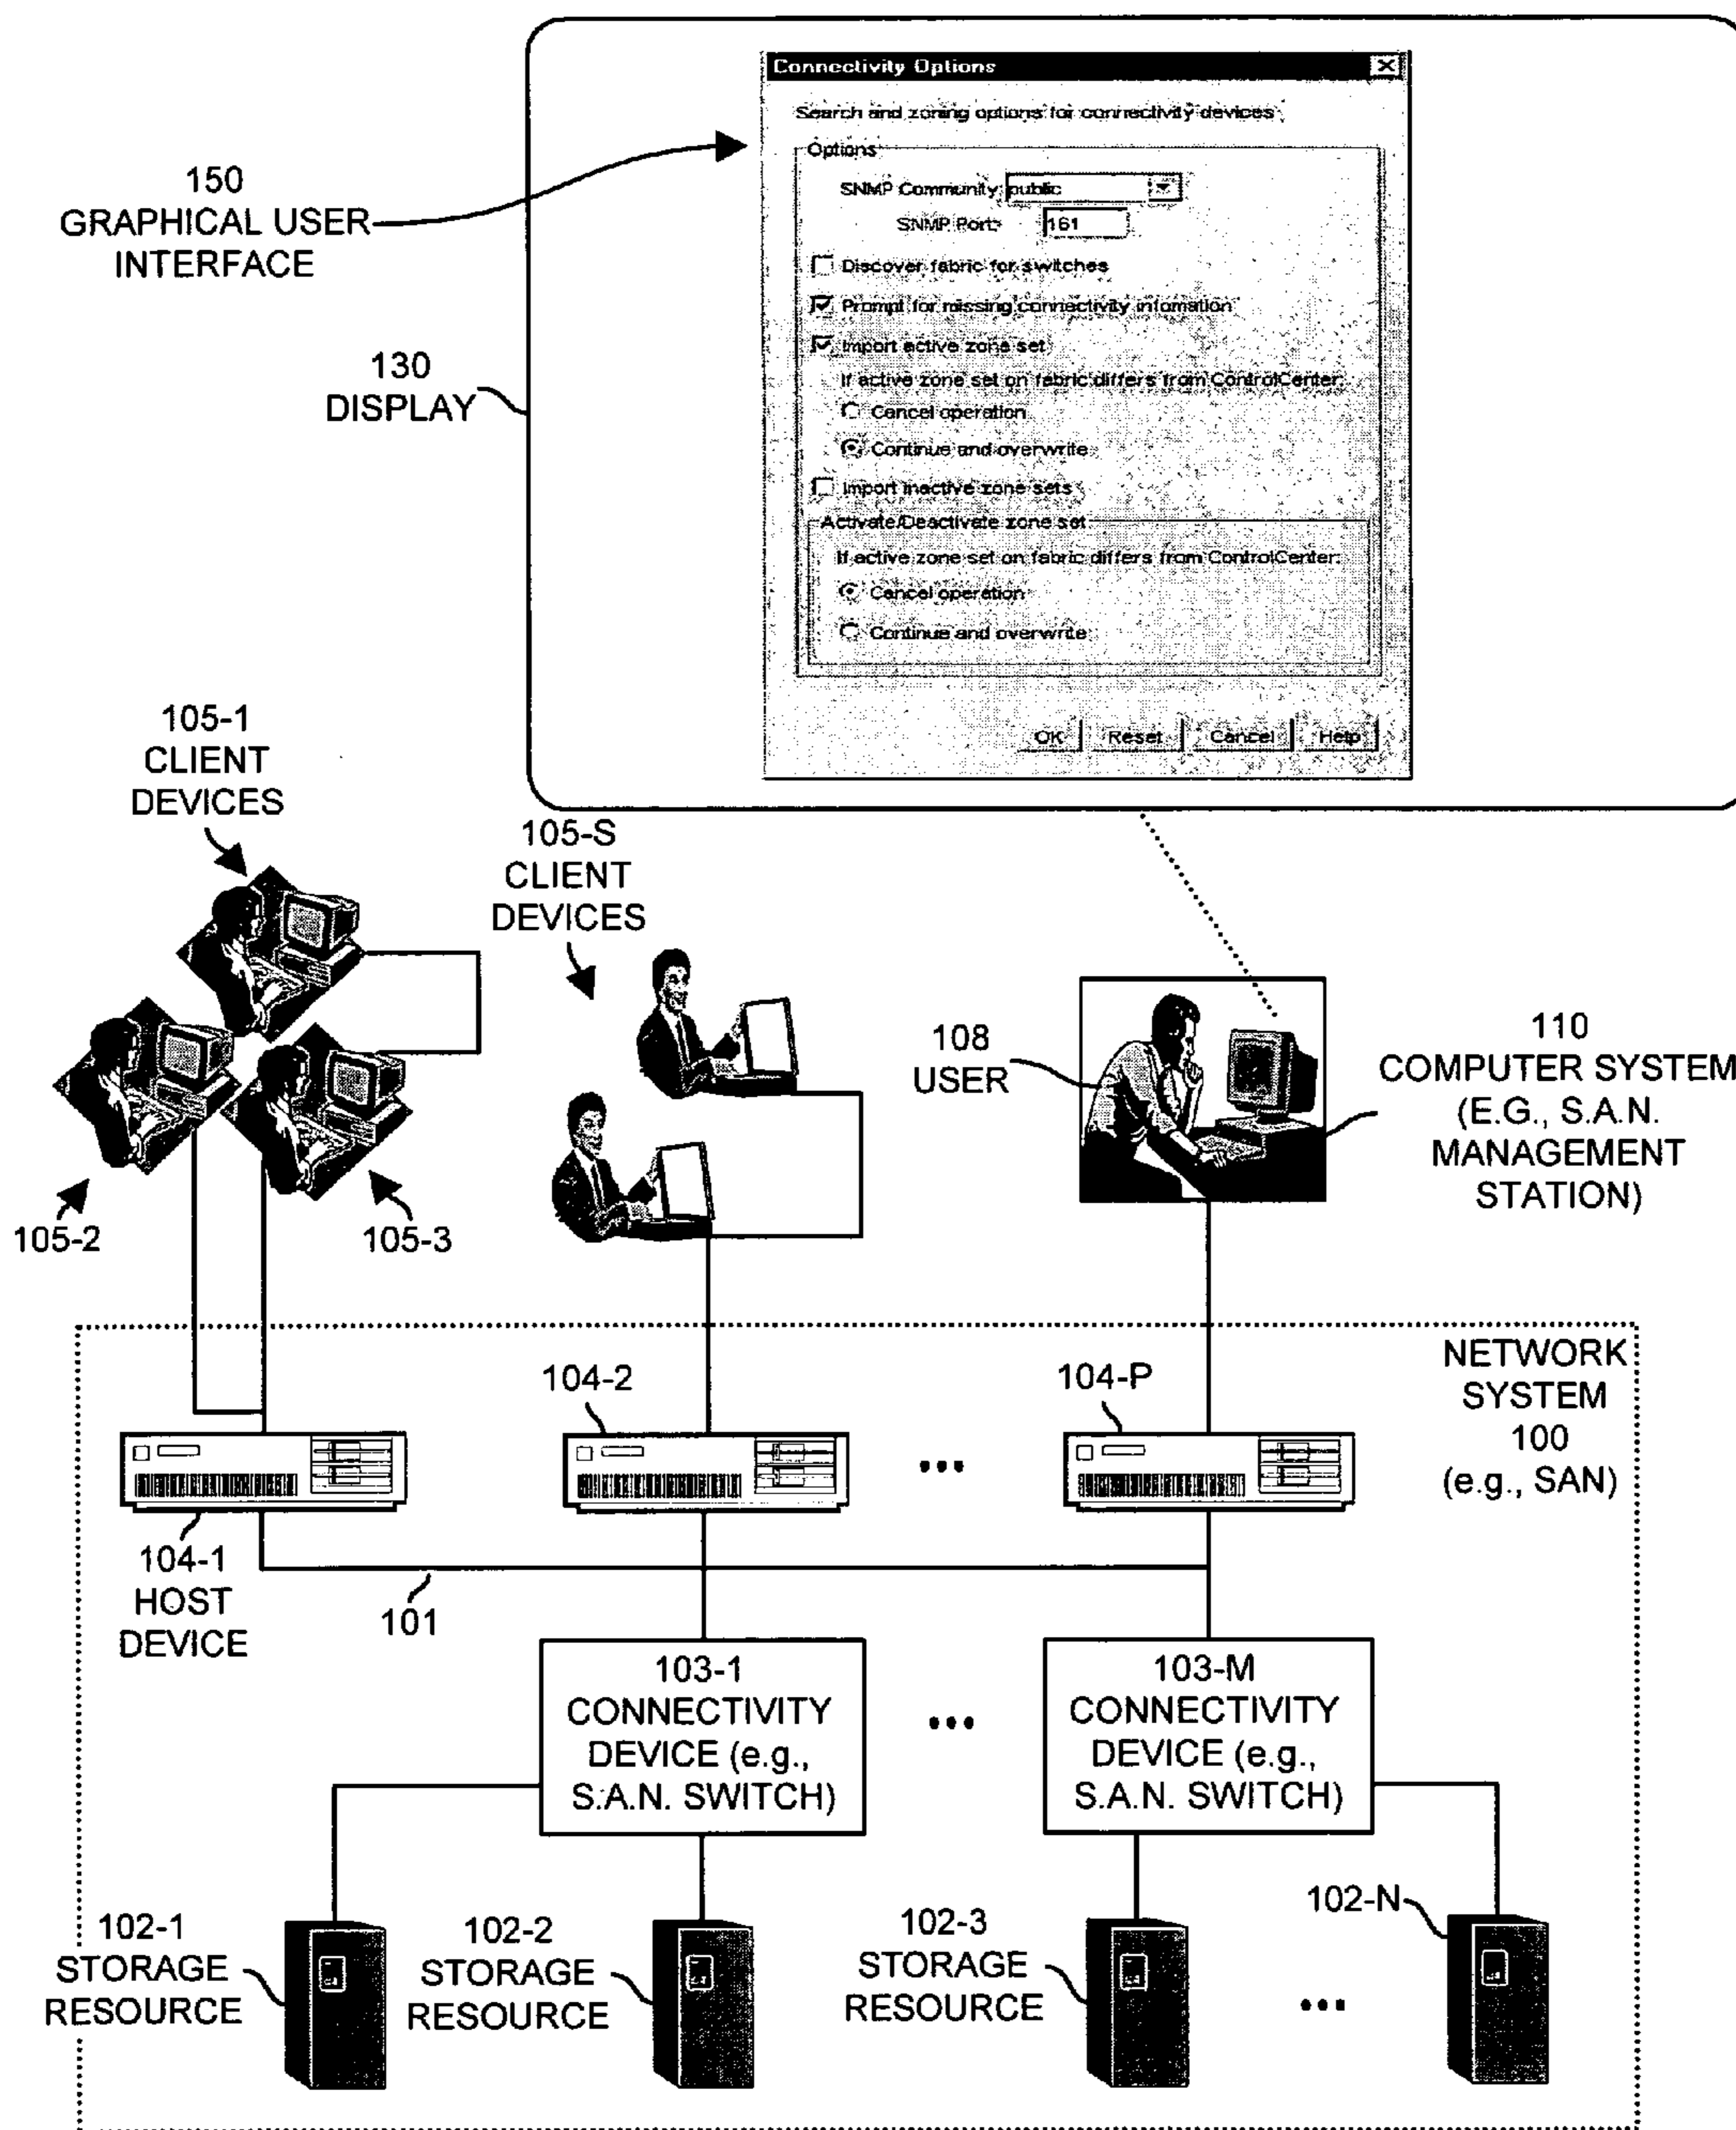 Connectivity Options
Search and zoning options for connectivity devices
Options
SNMP Community: public
SNMP Port: 161
Discover fabric for switches
Prompt for missing connectivity infomation
Import active zone set
If active zone set on fabric differs from ControlCenter:
Cancel operation
Continue and overwrite
Import inactive zone sets
Activate/Deactivate zone set
If active zone set on fabric differs from ControlCenter:
Cancel operation
Continue and overwrite
OK Reset Cancel Help
150
GRAPHICAL USER
INTERFACE
130
DISPLAY
105-1
CLIENT
DEVICES
105-S
CLIENT
DEVICES
105-2
105-3
108
USER
110
COMPUTER SYSTEM
(E.G., S.A.N.
MANAGEMENT
STATION)
NETWORK
SYSTEM
100
(e.g., SAN)
104-2
104-P
...
104-1
HOST
DEVICE
101
103-1
CONNECTIVITY
DEVICE (e.g.,
S.A.N. SWITCH)
...
103-M
CONNECTIVITY
DEVICE (e.g.,
S.A.N. SWITCH)
102-1
STORAGE
RESOURCE
102-2
STORAGE
RESOURCE
102-3
STORAGE
RESOURCE
...
102-N